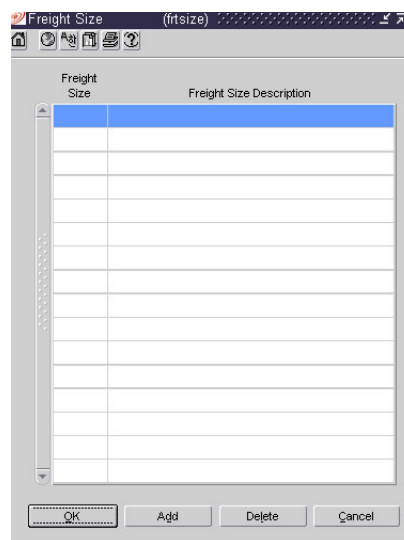 Freight Size (frtsize)
Freight
Size
Freight Size Description
OK Add Delete Cancel